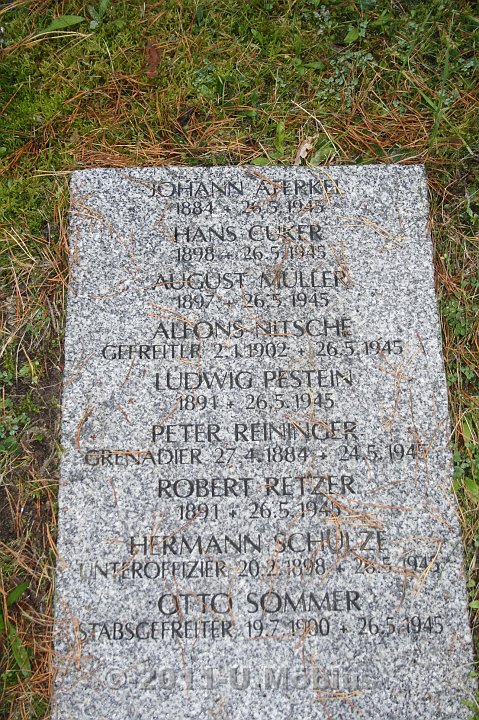 JOHANN AFERKEL
1884 + 26.5.1945
HANS CUKER
1898 + 26.5.1945
AUGUST MÜLLER
1897 + 26.5.1945
ALFONS NITSCHE
GEFREITER 2.1.1902 + 26.5.1945
LUDWIG PESTEIN
1891 + 26.5.1945
PETER REININGER
GRENADIER 27.4.1884 + 24.5.1945
ROBERT RETZER
1891 + 26.5.1945
HERMANN SCHULZE
UNTEROFFIZIER 20.2.1898 + 28.5.1945
OTTO SOMMER
STABSGEFREITER 19.7.1900 + 26.5.1945
© 2011 U.Möbius